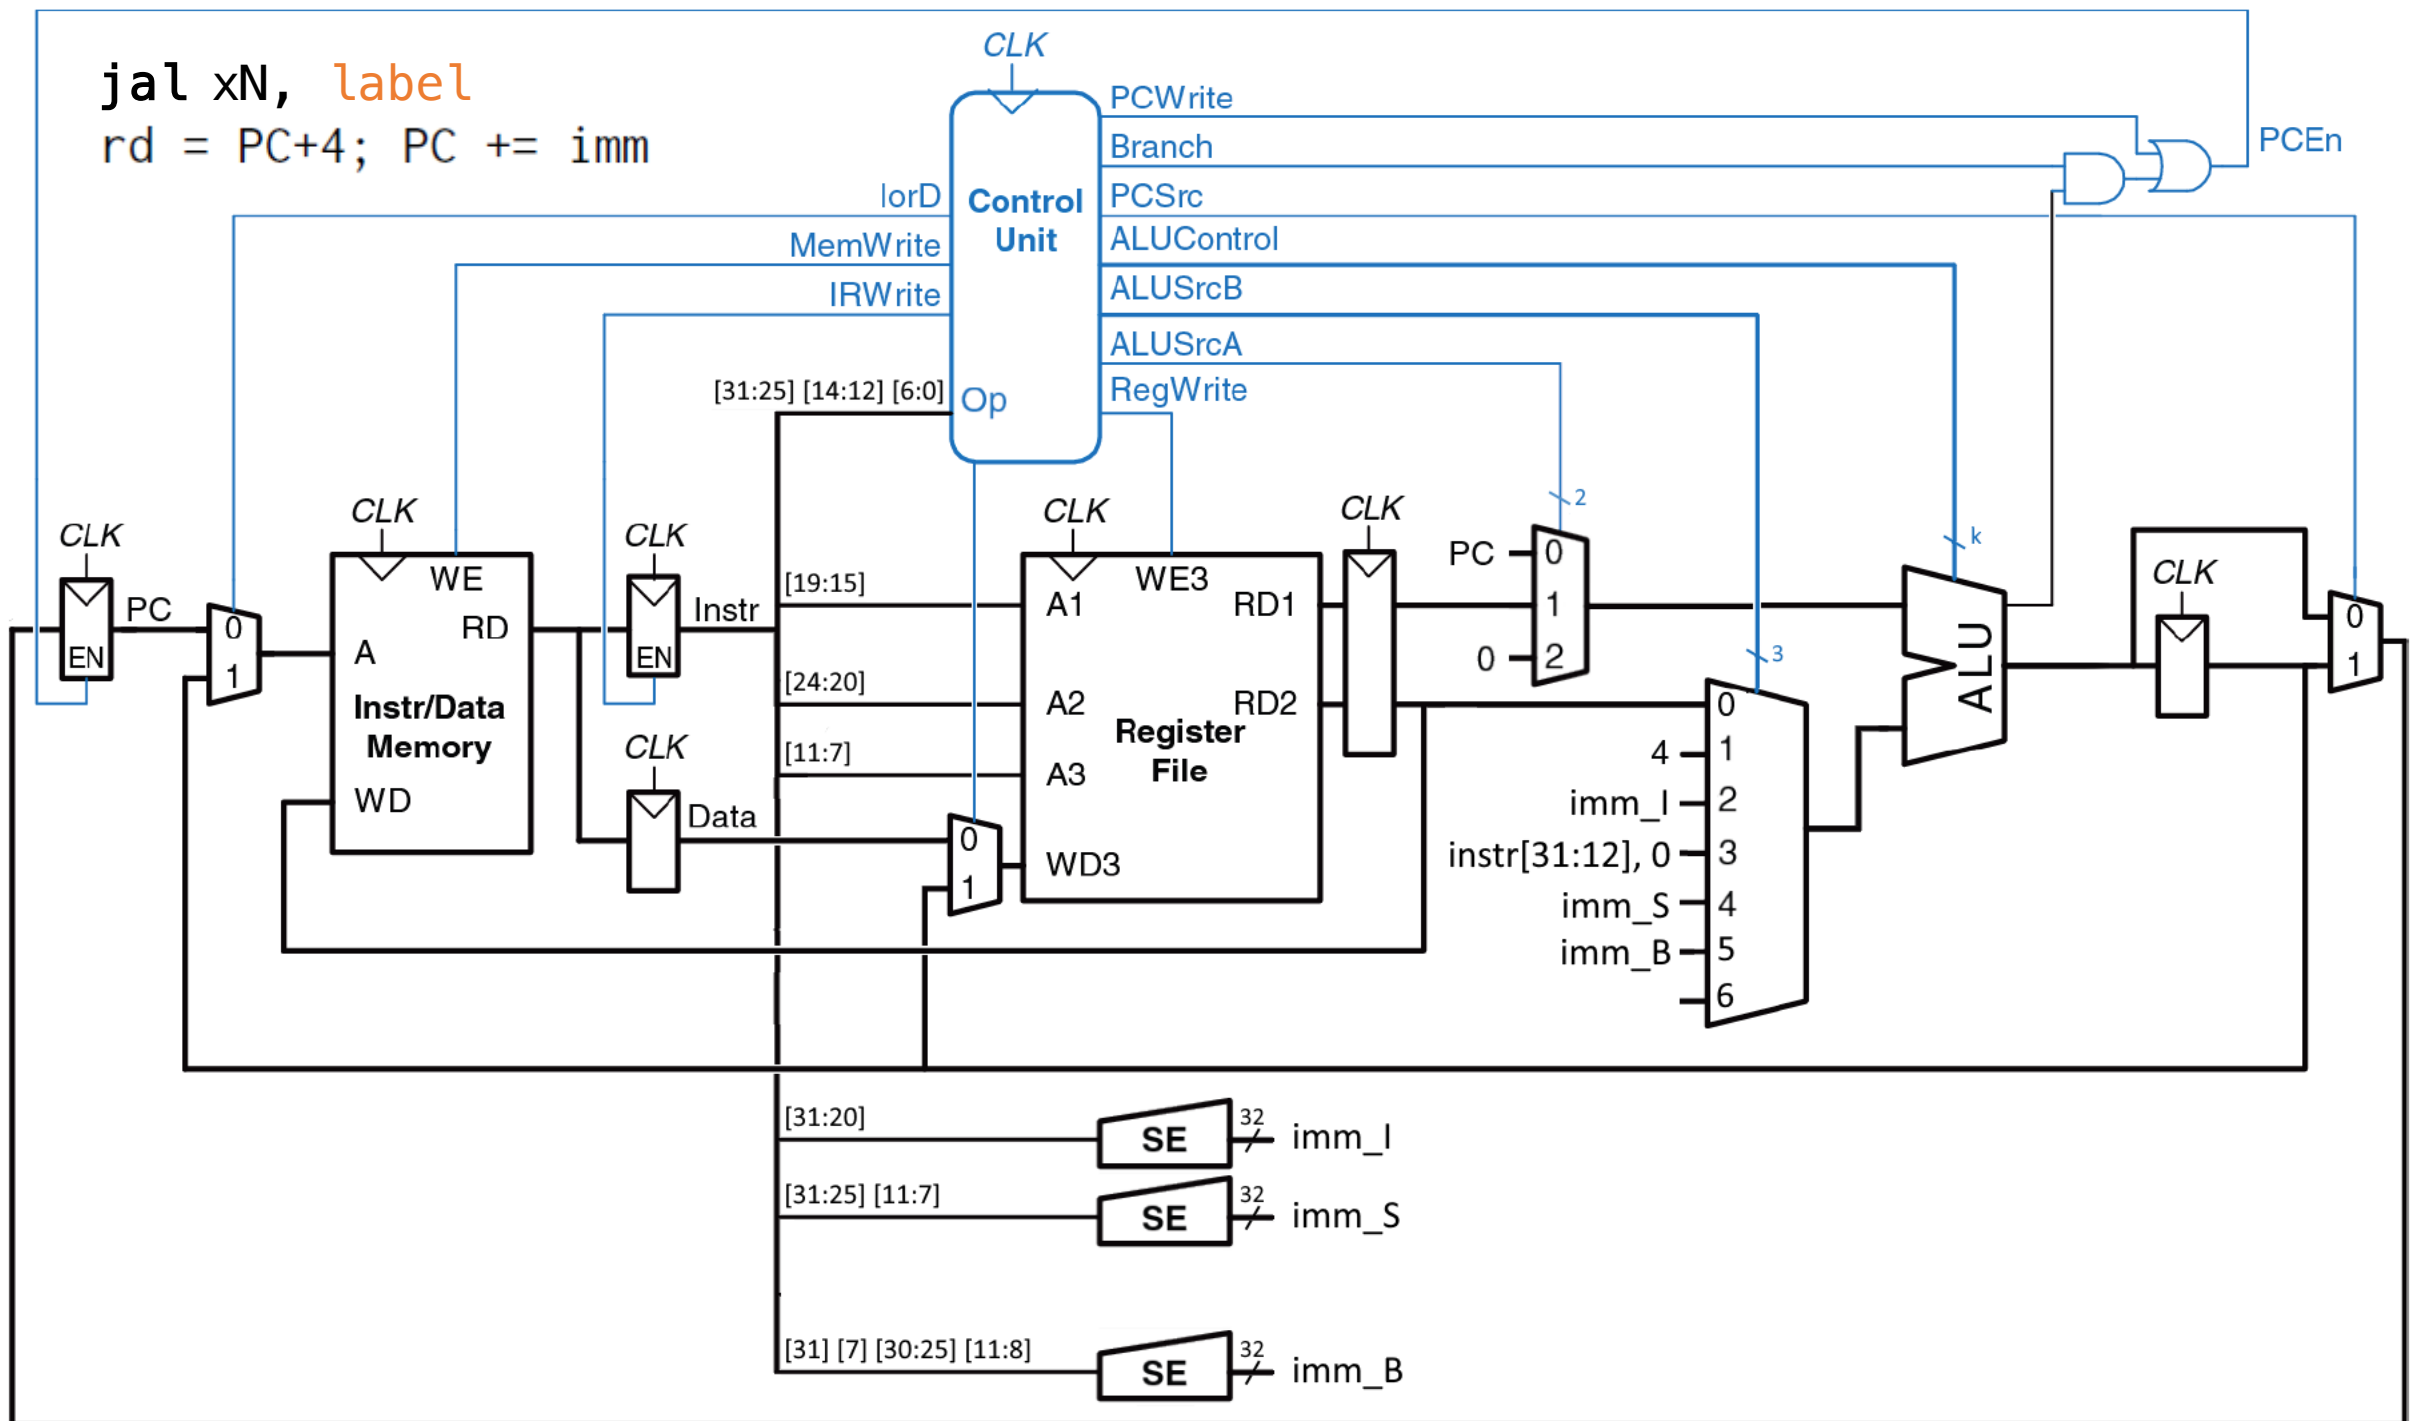 jal xN, label
rd = PC+4; PC += imm
CLK
Control
Unit
Op
IorD
MemWrite
IRWrite
[31:25] [14:12] [6:0]
PCWrite
Branch
PCSrc
ALUControl
ALUSrcB
ALUSrcA
RegWrite
PCEn
CLK
EN
PC
0
1
CLK
WE
RD
A
Instr/Data
Memory
WD
CLK
EN
Instr
CLK
Data
[19:15]
[24:20]
[11:7]
0
1
CLK
WE3
A1
RD1
A2
RD2
Register
File
A3
WD3
CLK
2
PC
0
1
0
2
3
0
4
1
imm_I
2
instr[31:12], 0
3
imm_S
4
imm_B
5
6
k
ALU
CLK
0
1
[31:20]
SE
32
imm_I
[31:25] [11:7]
SE
32
imm_S
[31] [7] [30:25] [11:8]
SE
32
imm_B